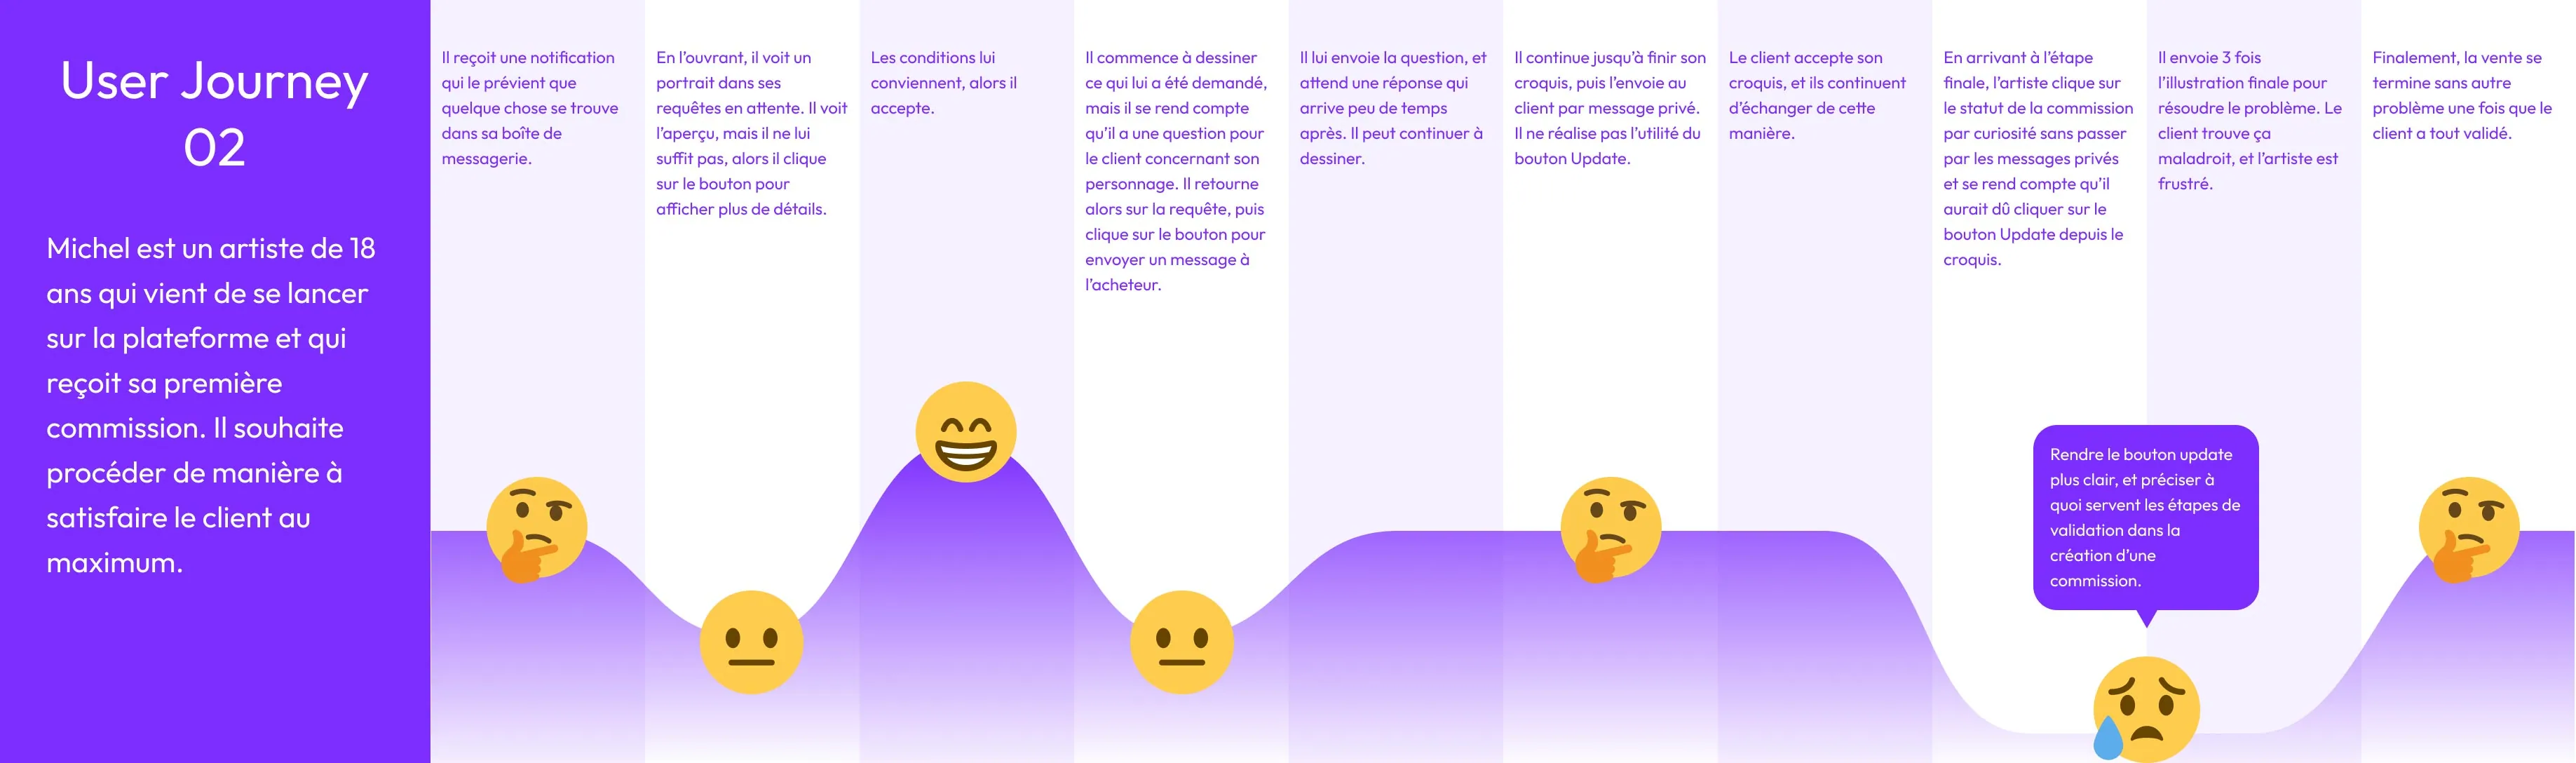 User Journey
02
Michel est un artiste de 18
ans qui vient de se lancer
sur la plateforme et qui
reçoit sa première
commission. Il souhaite
procéder de manière à
satisfaire le client au
maximum.
Il reçoit une notification
qui le prévient que
quelque chose se trouve
dans sa boîte de
messagerie.
En l’ouvrant, il voit un
portrait dans ses
requêtes en attente. Il voit
l’aperçu, mais il ne lui
suffit pas, alors il clique
sur le bouton pour
afficher plus de détails.
Les conditions lui
conviennent, alors il
accepte.
Il commence à dessiner
ce qui lui a été demandé,
mais il se rend compte
qu’il a une question pour
le client concernant son
personnage. Il retourne
alors sur la requête, puis
clique sur le bouton pour
envoyer un message à
l’acheteur.
Il lui envoie la question, et
attend une réponse qui
arrive peu de temps
après. Il peut continuer à
dessiner.
Il continue jusqu’à finir son
croquis, puis l’envoie au
client par message privé.
Il ne réalise pas l’utilité du
bouton Update.
Le client accepte son
croquis, et ils continuent
d’échanger de cette
manière.
En arrivant à l’étape
finale, l’artiste clique sur
le statut de la commission
par curiosité sans passer
par les messages privés
et se rend compte qu’il
aurait dû cliquer sur le
bouton Update depuis le
croquis.
Il envoie 3 fois
l’illustration finale pour
résoudre le problème. Le
client trouve ça
maladroit, et l’artiste est
frustré.
Finalement, la vente se
termine sans autre
problème une fois que le
client a tout validé.
Rendre le bouton update
plus clair, et préciser à
quoi servent les étapes de
validation dans la
création d’une
commission.